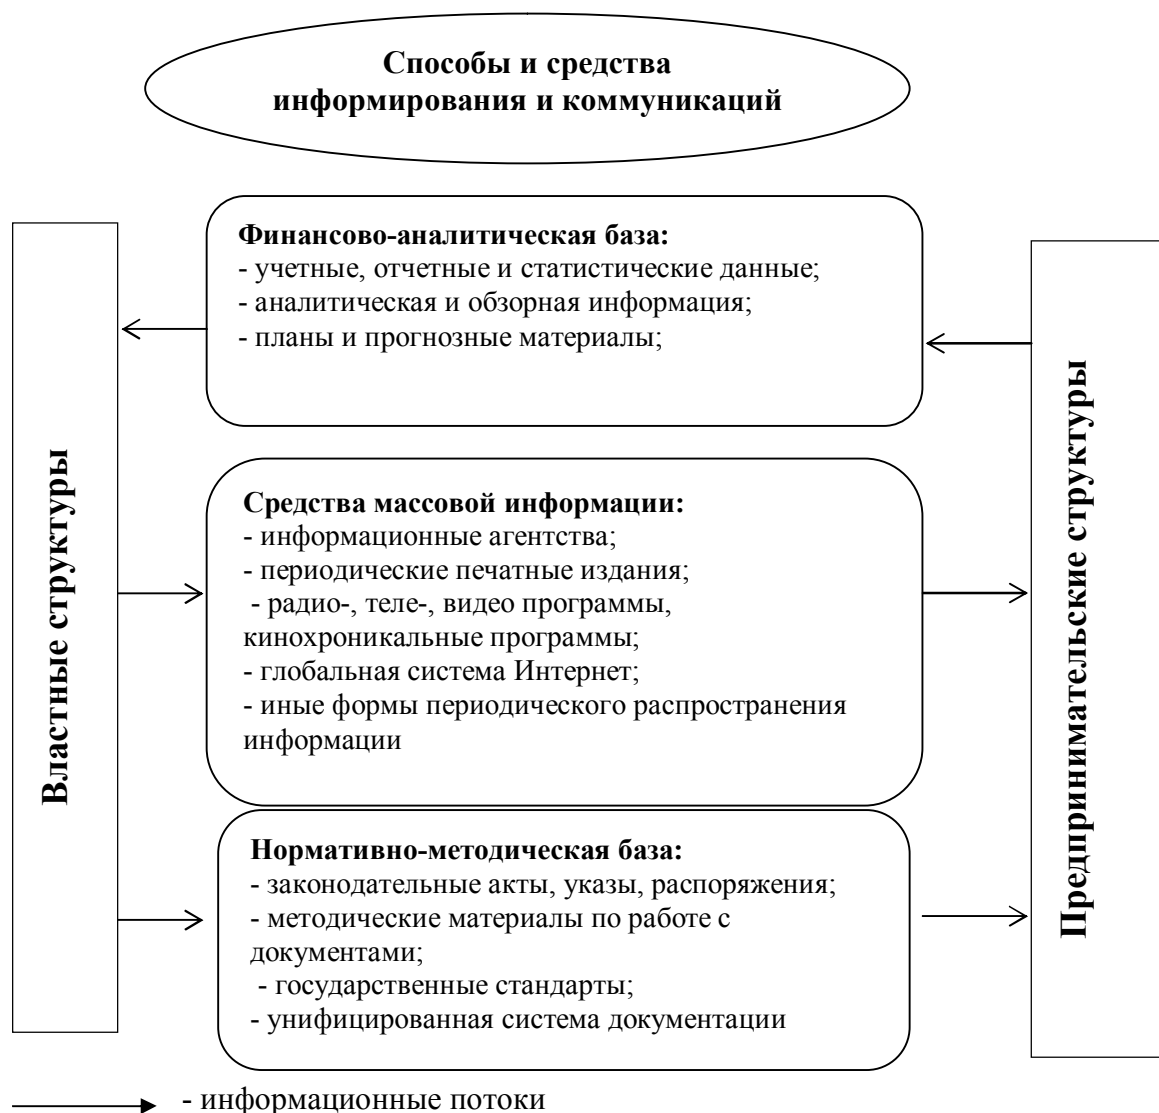 Способы и средства
информирования и коммуникаций
Финансово-аналитическая база:
- учетные, отчетные и статистические данные;
- аналитическая и обзорная информация;
- планы и прогнозные материалы;
Властные структуры
Средства массовой информации:
- информационные агентства;
- периодические печатные издания;
- радио-, теле-, видео программы,
кинохроникальные программы;
- глобальная система Интернет;
- иные формы периодического распространения
информации
Предпринимательские структуры
Нормативно-методическая база:
- законодательные акты, указы, распоряжения;
- методические материалы по работе с
документами;
- государственные стандарты;
- унифицированная система документации
- информационные потоки